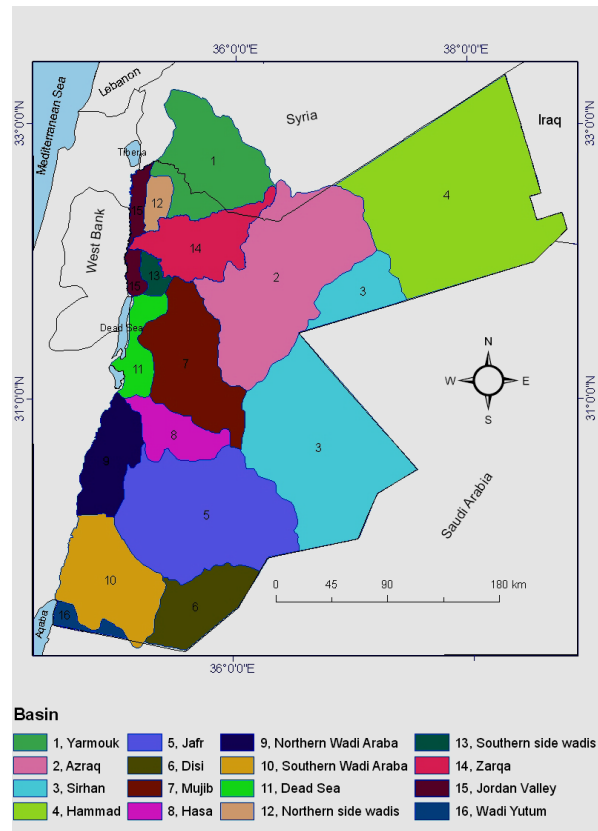 36°0'0"E 38°0'0"E
33°0'0"N
33°0'0"N
Mediterranean Sea
Lebanon
Syria
Iraq
1
4
15
12
West Bank
14
2
13
15
3
Dead Sea
7
11
N
W E
S
31°0'0"N
31°0'0"N
8
3
9
5
Saudi Arabia
10
0 45 90 180 km
6
16
Aqaba
36°0'0"E
Basin
1, Yarmouk 5, Jafr 9, Northern Wadi Araba 13, Southern side wadis
2, Azraq 6, Disi 10, Southern Wadi Araba 14, Zarqa
3, Sirhan 7, Mujib 11, Dead Sea 15, Jordan Valley
4, Hammad 8, Hasa 12, Northern side wadis 16, Wadi Yutum